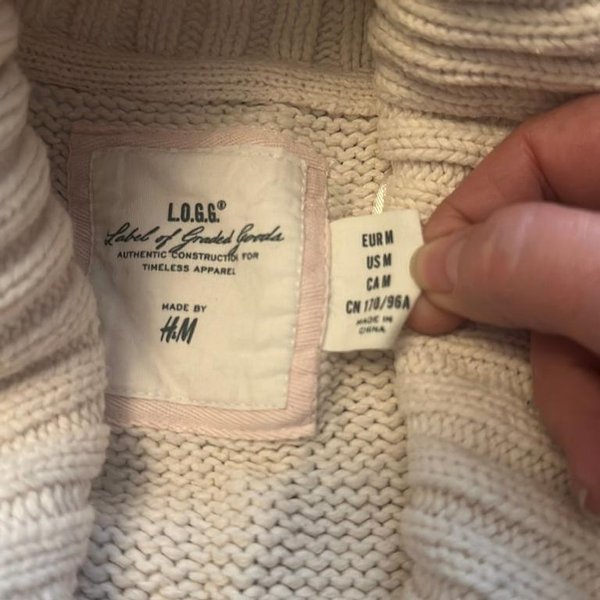 L.O.G.G.®
Label of Graded Goods
AUTHENTIC CONSTRUCTION FOR
TIMELESS APPAREL
MADE BY
H&M
EUR M
US M
CA M
CN 170/96A
MADE IN
CHINA